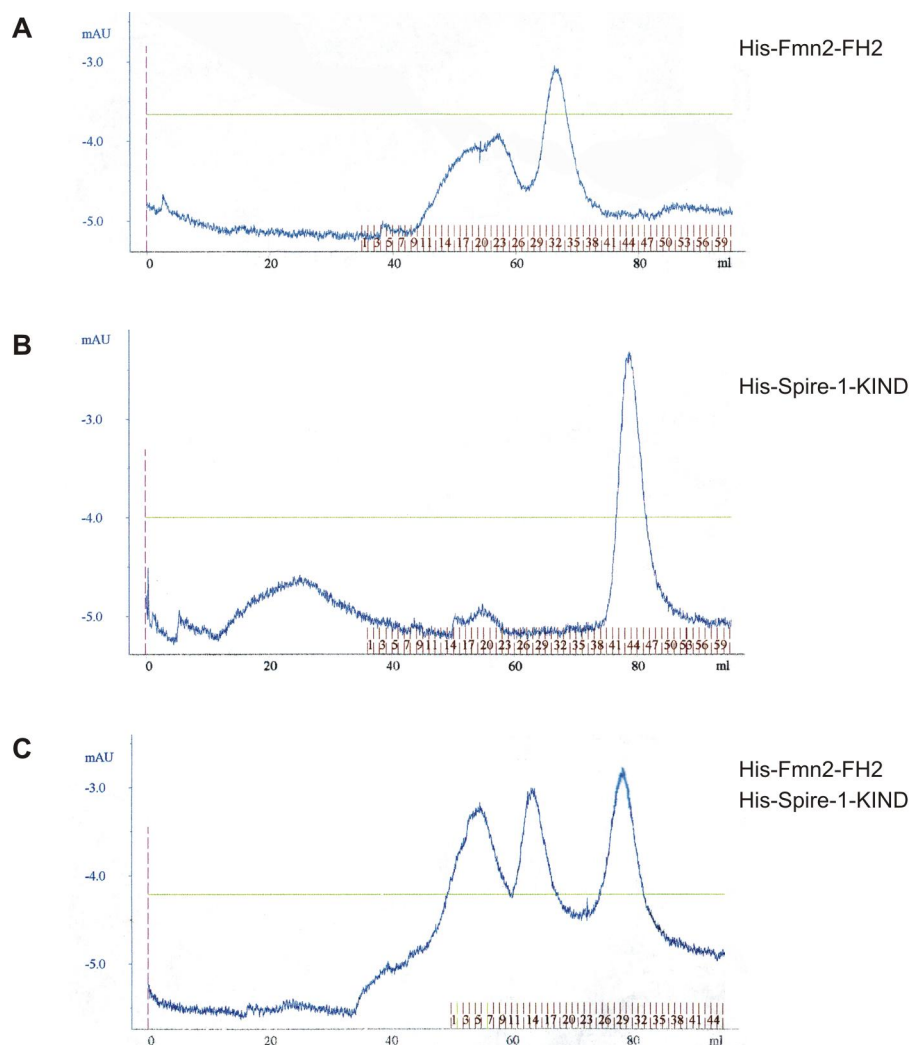 A
mAU
His-Fmn2-FH2
-3.0
-4.0
-5.0
1 3 5 7 9 11 14 17 20 23 26 29 32 35 38 41 44 47 50 53 56 59
0 20 40 60 80 ml
B
mAU
His-Spire-1-KIND
-3.0
-4.0
-5.0
1 3 5 7 9 11 14 17 20 23 26 29 32 35 38 41 44 47 50 53 56 59
0 20 40 60 80 ml
C
mAU
His-Fmn2-FH2
His-Spire-1-KIND
-3.0
-4.0
-5.0
1 3 5 7 9 11 14 17 20 23 26 29 32 35 38 41 44
0 20 40 60 80 ml